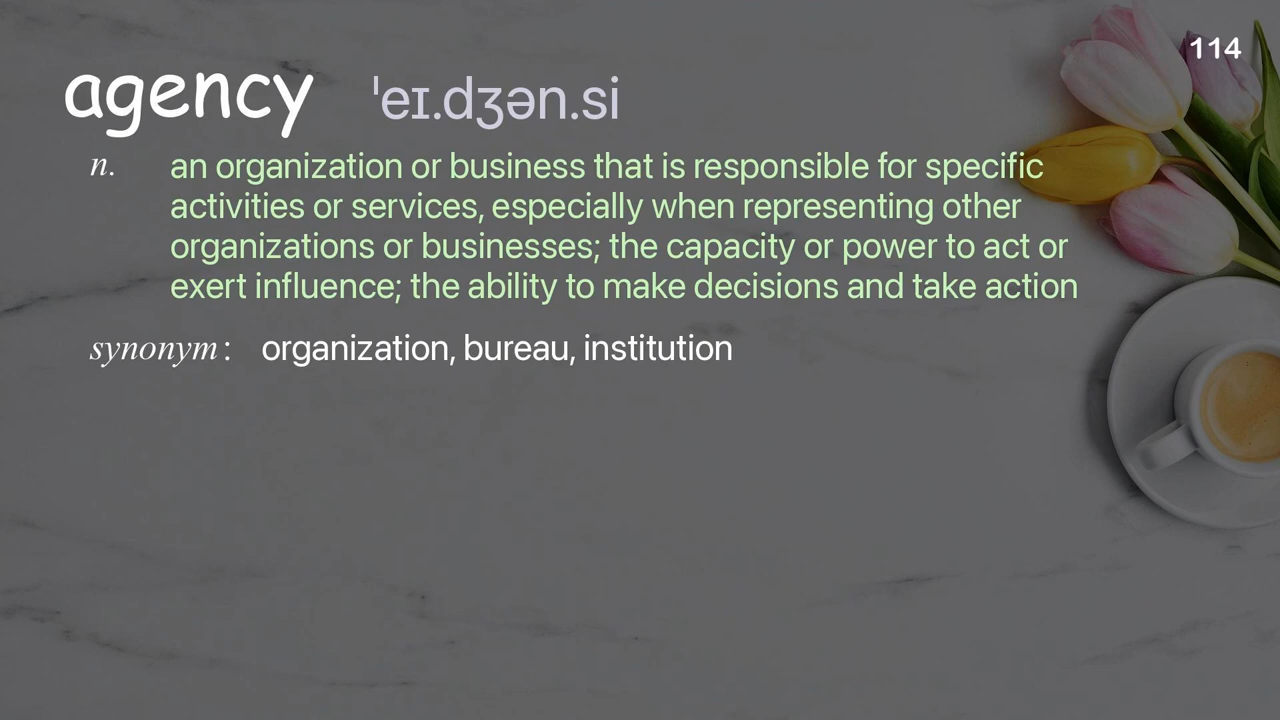 114
agency ˈeɪ.dʒən.si
n. an organization or business that is responsible for specific
activities or services, especially when representing other
organizations or businesses; the capacity or power to act or
exert influence; the ability to make decisions and take action
synonym: organization, bureau, institution